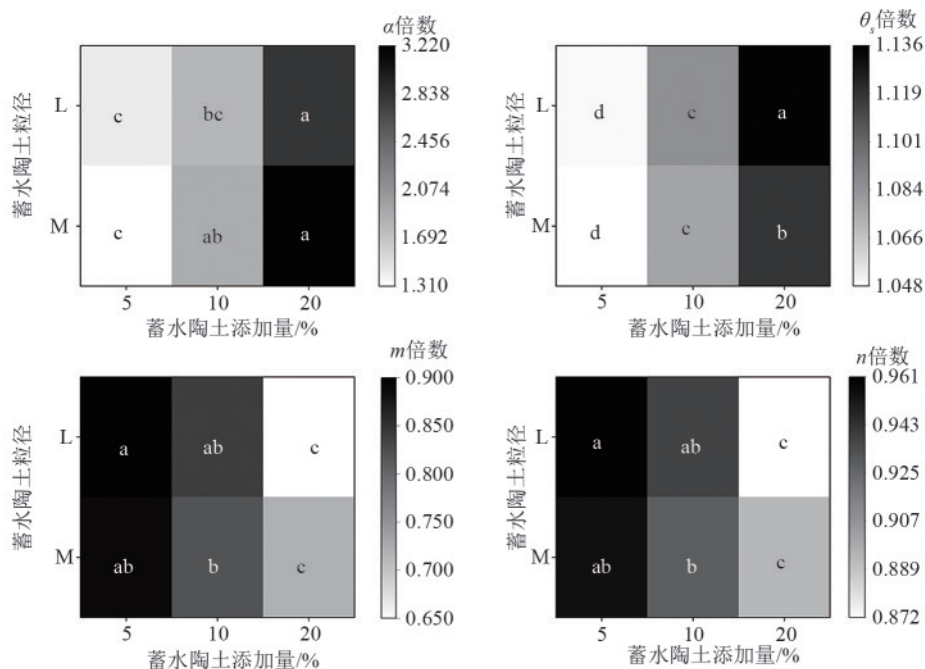 α倍数
3.220
2.838
2.456
2.074
1.692
1.310
蓄水陶土粒径
L
M
c bc a
c ab a
5 10 20
蓄水陶土添加量/%
θs倍数
1.136
1.119
1.101
1.084
1.066
1.048
蓄水陶土粒径
L
M
d c a
d c b
5 10 20
蓄水陶土添加量/%
m倍数
0.900
0.850
0.800
0.750
0.700
0.650
蓄水陶土粒径
L
M
a ab c
ab b c
5 10 20
蓄水陶土添加量/%
n倍数
0.961
0.943
0.925
0.907
0.889
0.872
蓄水陶土粒径
L
M
a ab c
ab b c
5 10 20
蓄水陶土添加量/%